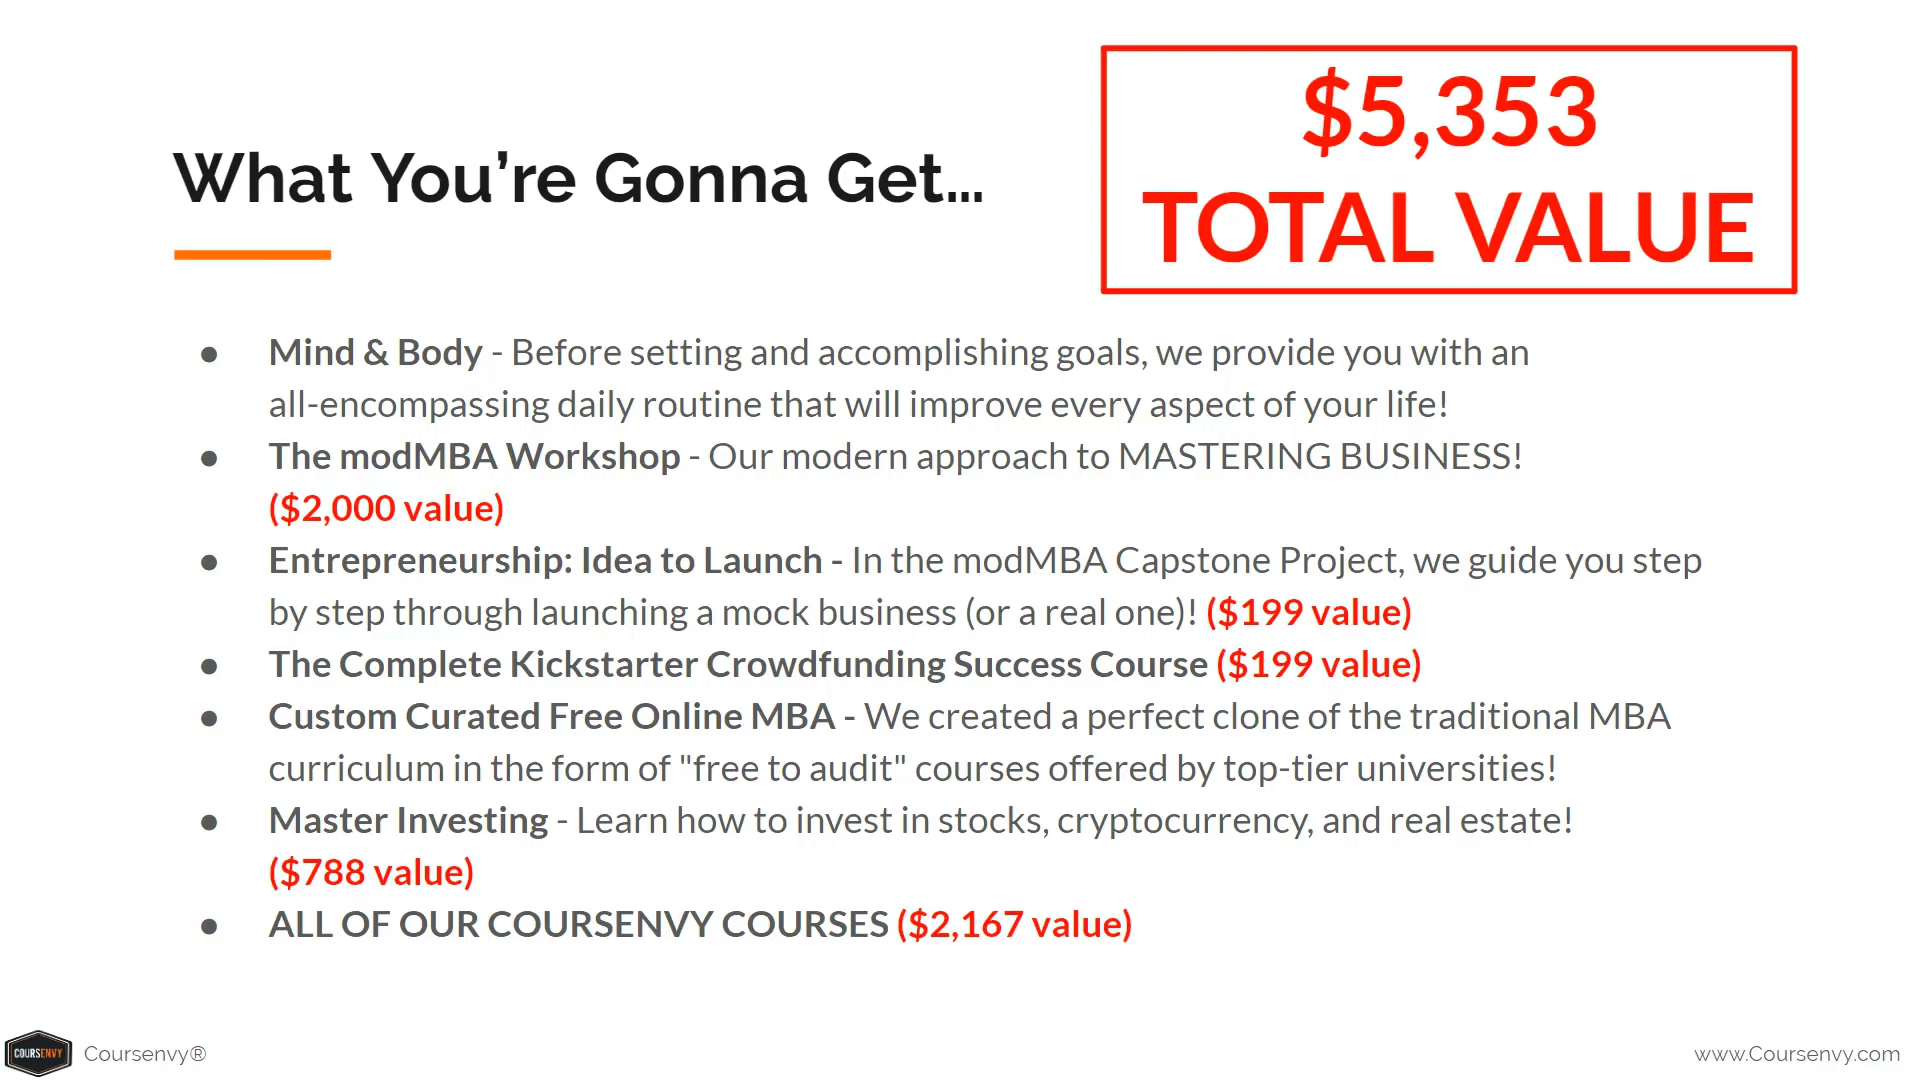 What You’re Gonna Get...
$5,353
TOTAL VALUE
● Mind & Body - Before setting and accomplishing goals, we provide you with an
all-encompassing daily routine that will improve every aspect of your life!
● The modMBA Workshop - Our modern approach to MASTERING BUSINESS!
($2,000 value)
● Entrepreneurship: Idea to Launch - In the modMBA Capstone Project, we guide you step
by step through launching a mock business (or a real one)! ($199 value)
● The Complete Kickstarter Crowdfunding Success Course ($199 value)
● Custom Curated Free Online MBA - We created a perfect clone of the traditional MBA
curriculum in the form of "free to audit" courses offered by top-tier universities!
● Master Investing - Learn how to invest in stocks, cryptocurrency, and real estate!
($788 value)
● ALL OF OUR COURSENVY COURSES ($2,167 value)
COURSENVY
Coursenvy®
www.Coursenvy.com